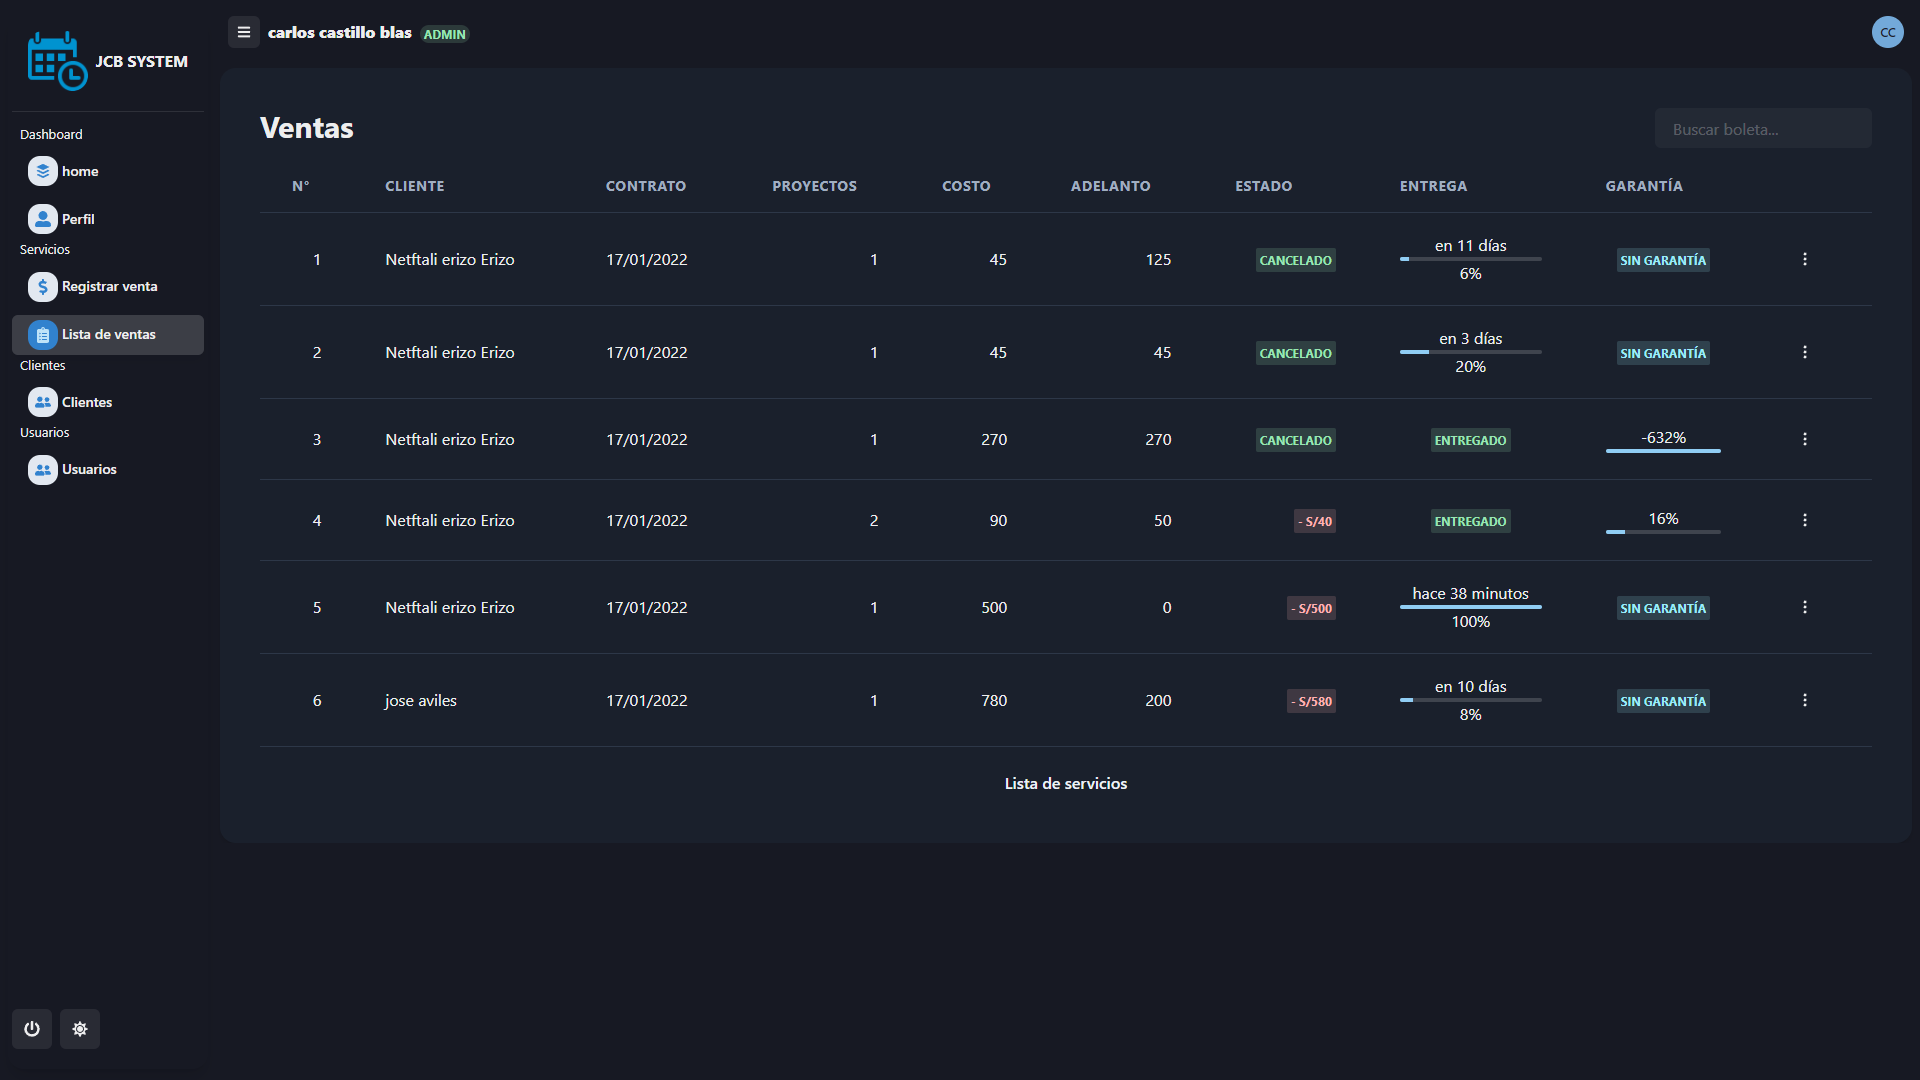 JCB SYSTEM
Dashboard
home
Perfil
Servicios
Registrar venta
Lista de ventas
Clientes
Clientes
Usuarios
Usuarios
carlos castillo blas ADMIN
CC
Ventas
Buscar boleta...
N° CLIENTE CONTRATO PROYECTOS COSTO ADELANTO ESTADO ENTREGA GARANTÍA
1 Netftali erizo Erizo 17/01/2022 1 45 125 CANCELADO en 11 días 6% SIN GARANTÍA
2 Netftali erizo Erizo 17/01/2022 1 45 45 CANCELADO en 3 días 20% SIN GARANTÍA
3 Netftali erizo Erizo 17/01/2022 1 270 270 CANCELADO ENTREGADO -632%
4 Netftali erizo Erizo 17/01/2022 2 90 50 - S/40 ENTREGADO 16%
5 Netftali erizo Erizo 17/01/2022 1 500 0 - S/500 hace 38 minutos 100% SIN GARANTÍA
6 jose aviles 17/01/2022 1 780 200 - S/580 en 10 días 8% SIN GARANTÍA
Lista de servicios